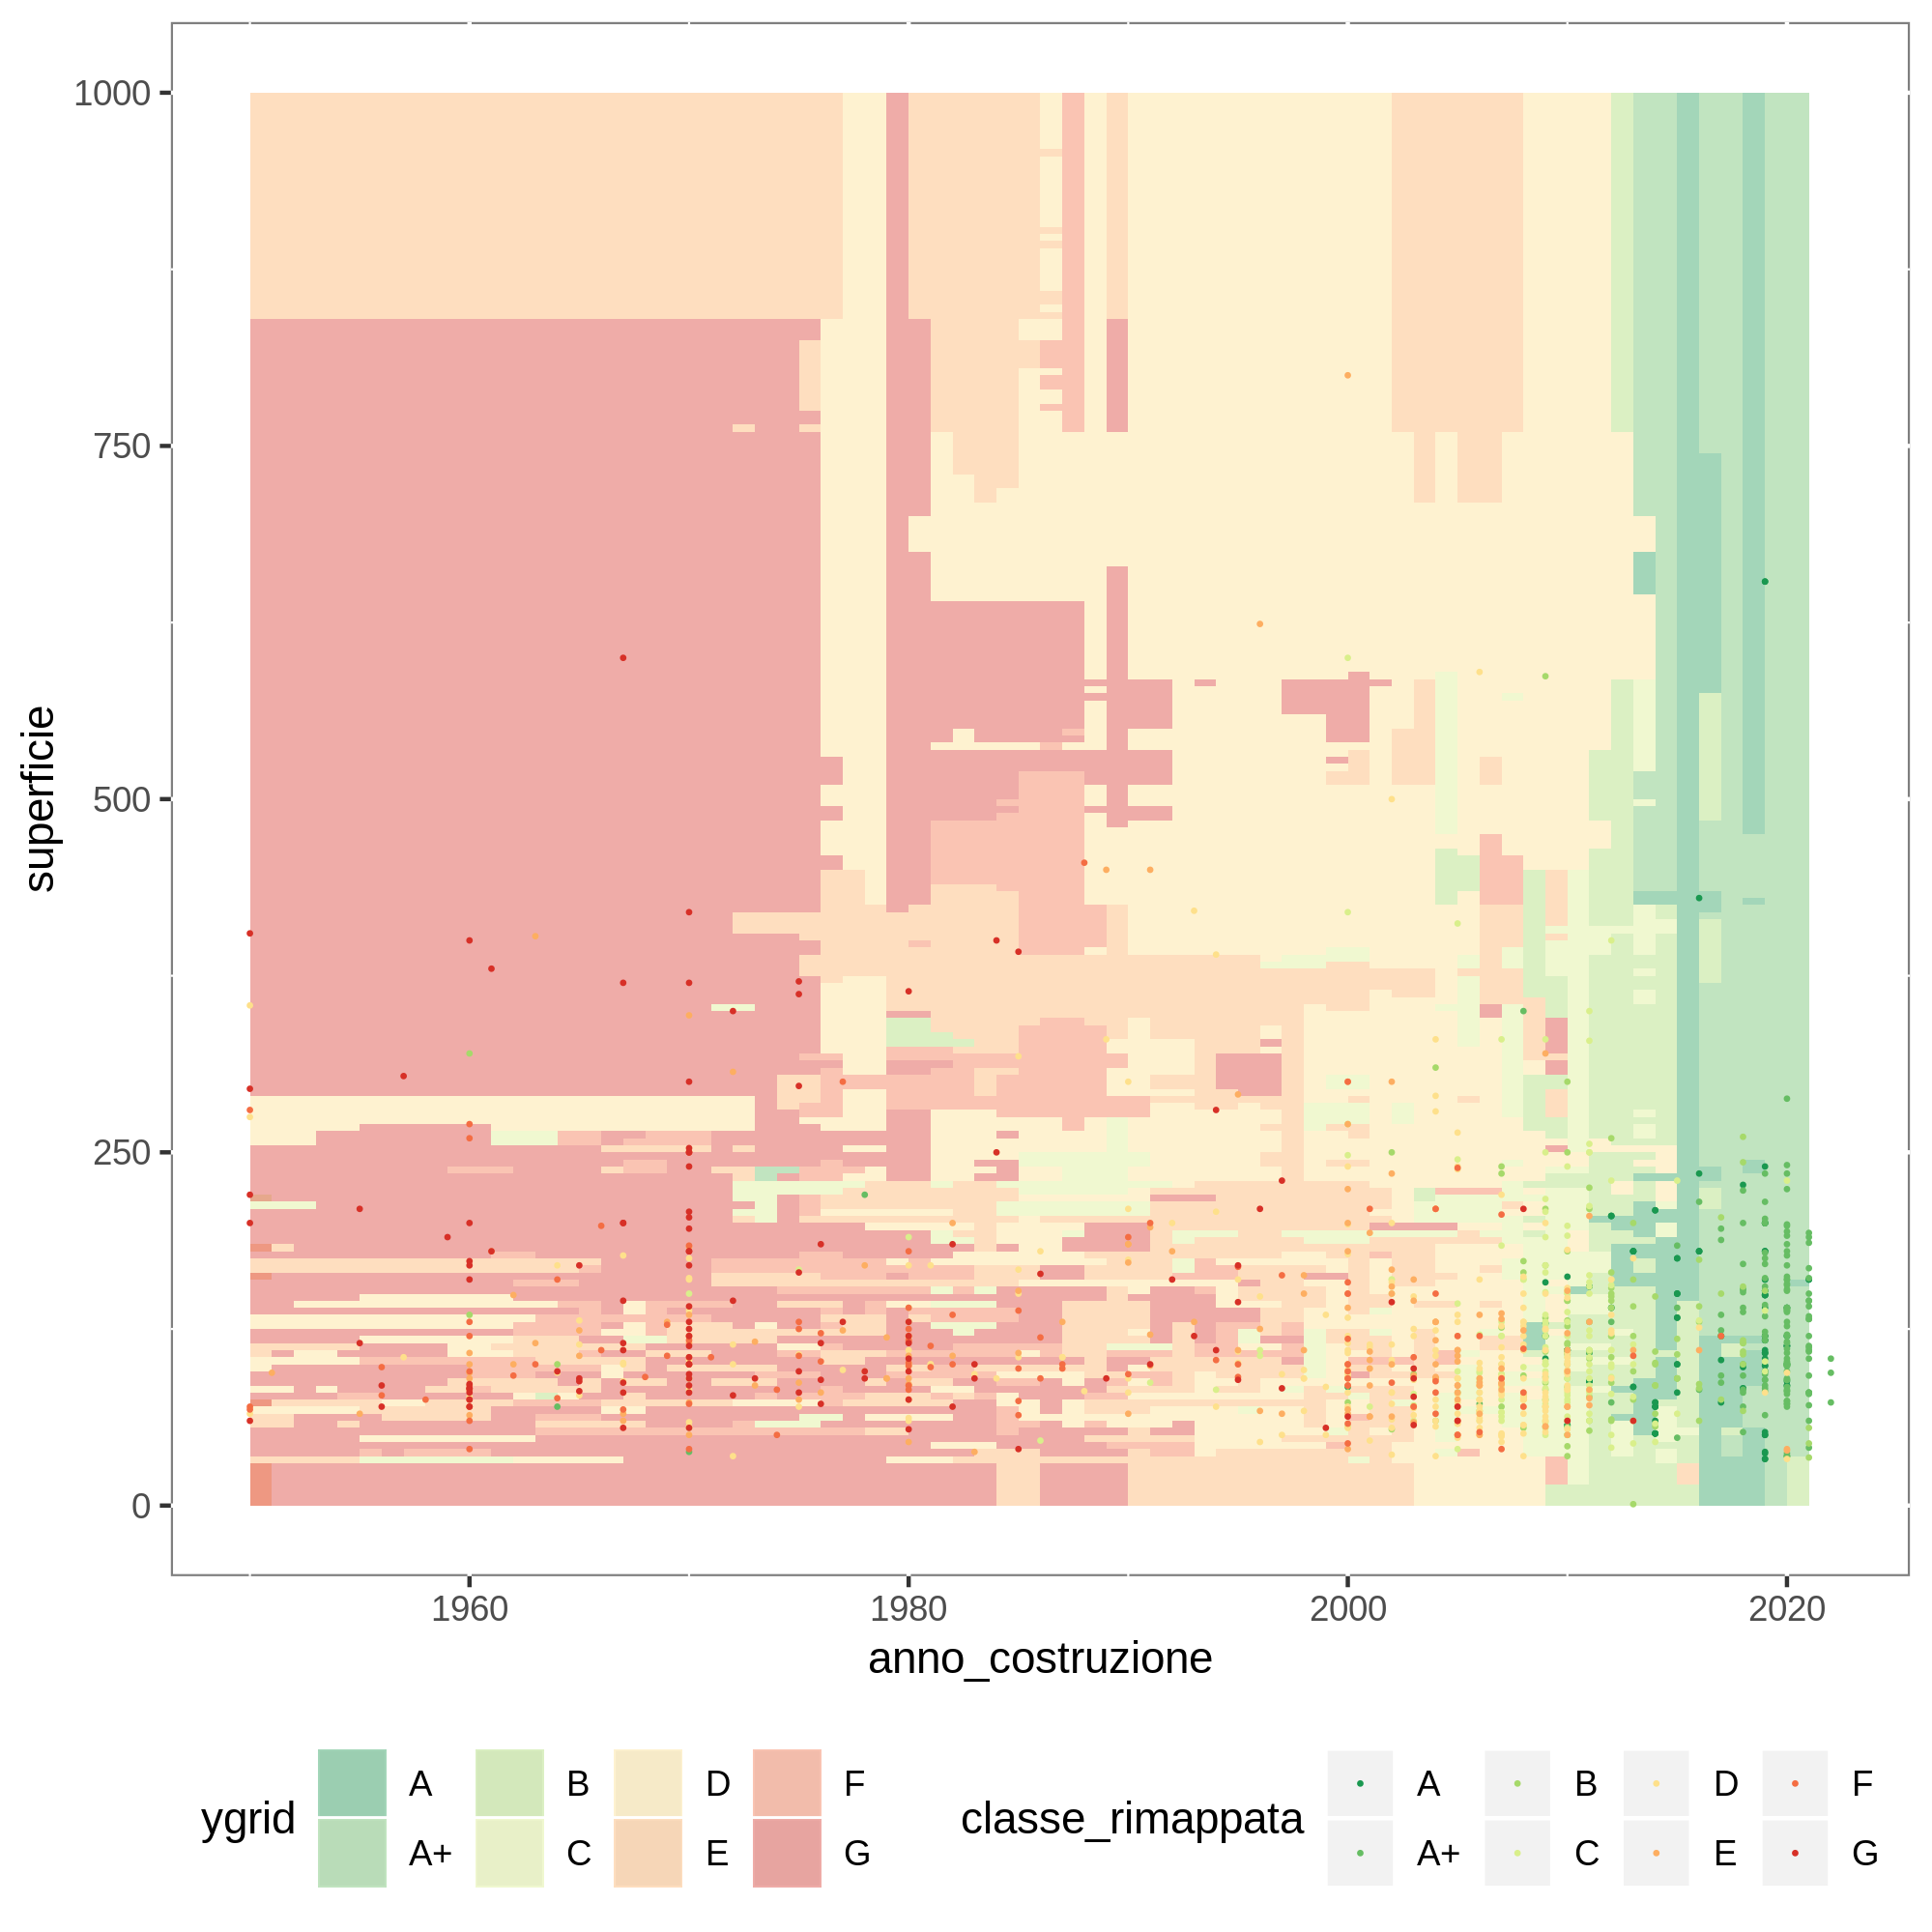 1000
750
500
250
0
superficie
1960 1980 2000 2020
anno_costruzione
ygrid
A B D F
A+ C E G
classe_rimappata
A B D F
A+ C E G